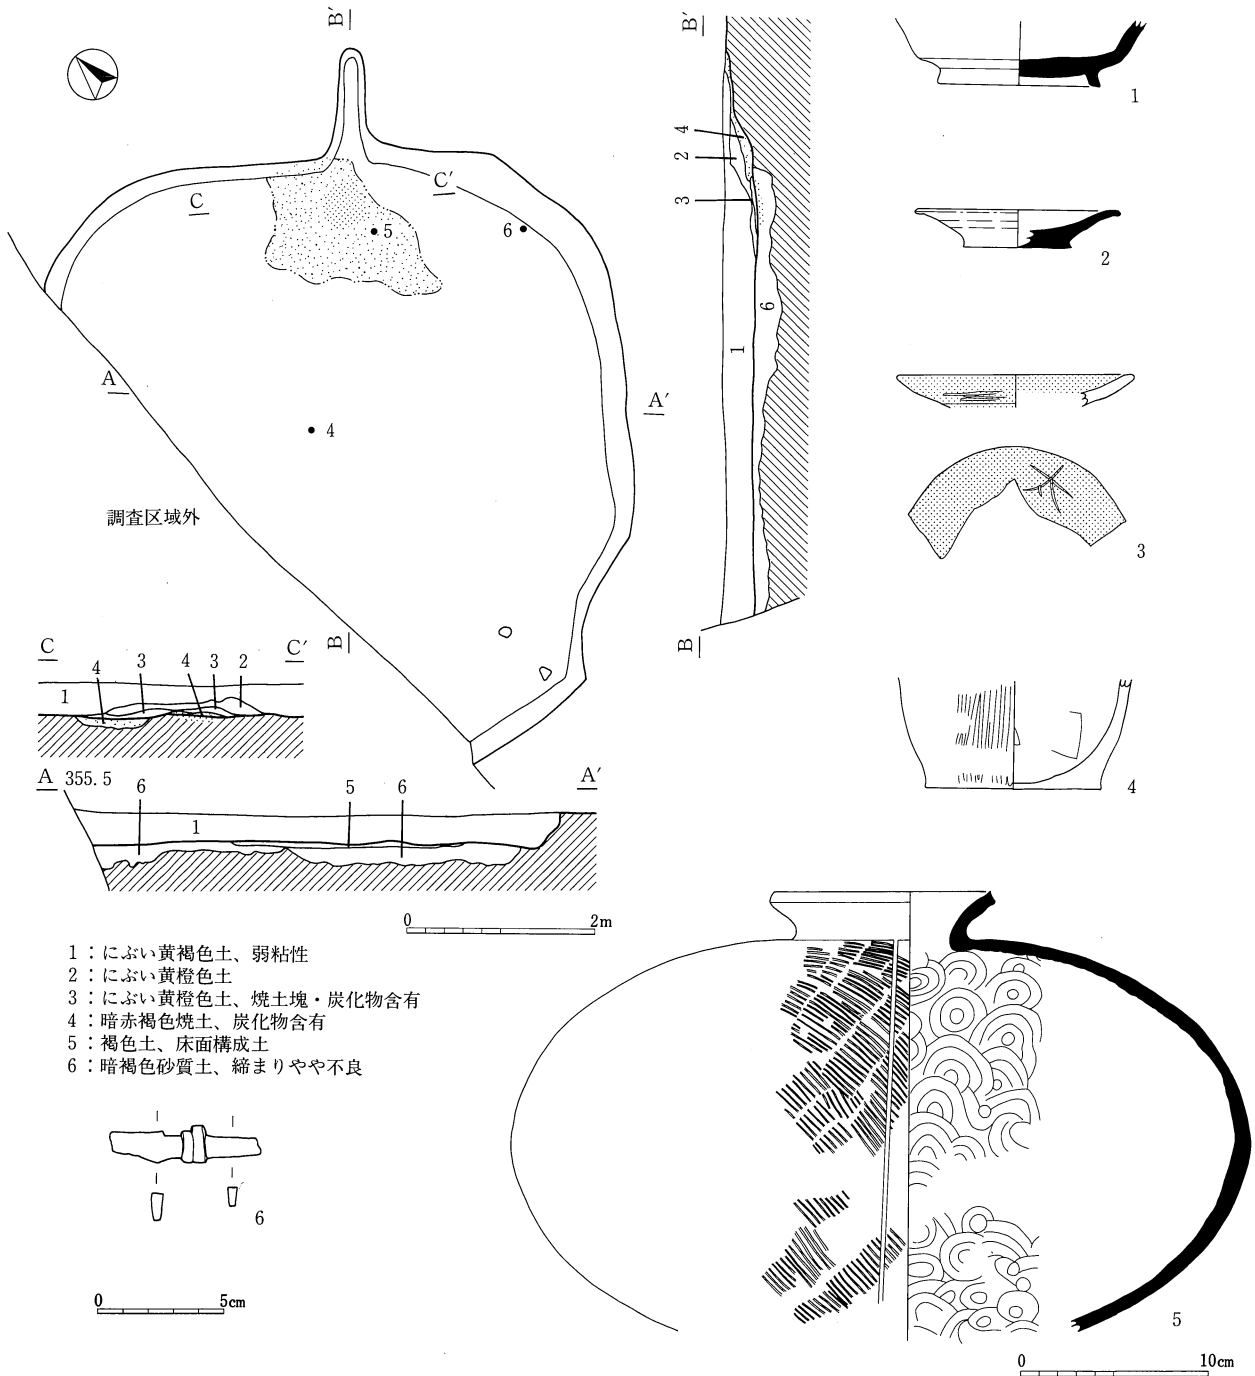 B′
C
C′
5
6
A
A′
4
調査区域外
B
C
C′
4
3
4
3
2
1
A
355.5
A′
6
5
6
1
0
2m
1：にぶい黄褐色土、弱粘性
2：にぶい黄橙色土
3：にぶい黄橙色土、焼土塊・炭化物含有
4：暗赤褐色焼土、炭化物含有
5：褐色土、床面構成土
6：暗褐色砂質土、締まりやや不良
6
0
5cm
B′
4
2
3
6
1
B
1
2
3
4
5
0
10cm